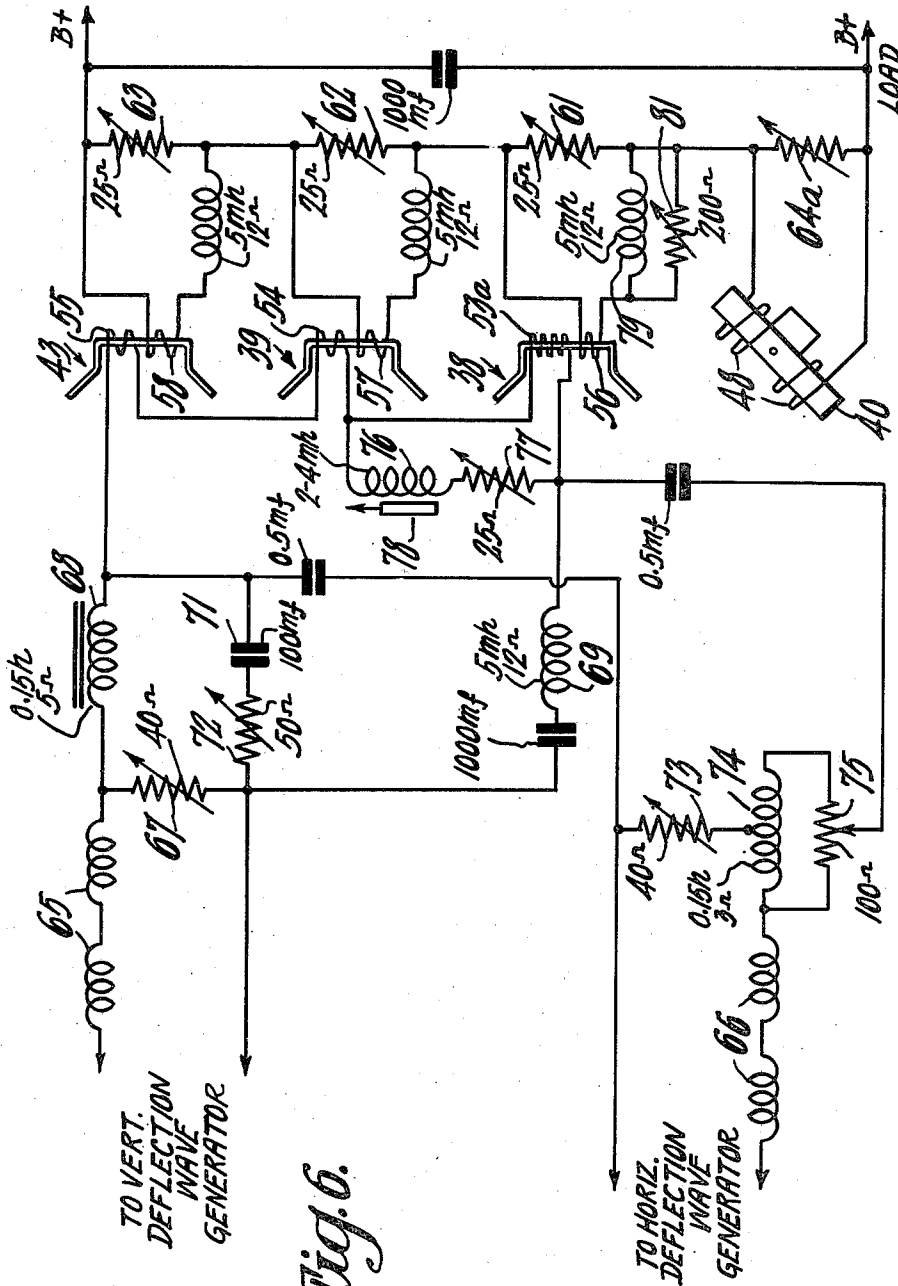 B+
63
25Ω
5mh
12Ω
43
55
58
62
25Ω
1000
mf
5mh
12Ω
39
54
57
61
25Ω
81
5mh
12Ω
79
200Ω
38
53a
56
64a
B+
LOAD
48
40
0.15h
5Ω
68
2-4mh
76
78
77
25Ω
0.5mf
71
100mf
72
50Ω
40Ω
67
65
5mh
12Ω
69
1000mf
0.5mf
TO VERT.
DEFLECTION
WAVE
GENERATOR
Fig. 6.
40Ω
73
74
0.15h
3Ω
75
100Ω
66
TO HORIZ.
DEFLECTION
WAVE
GENERATOR